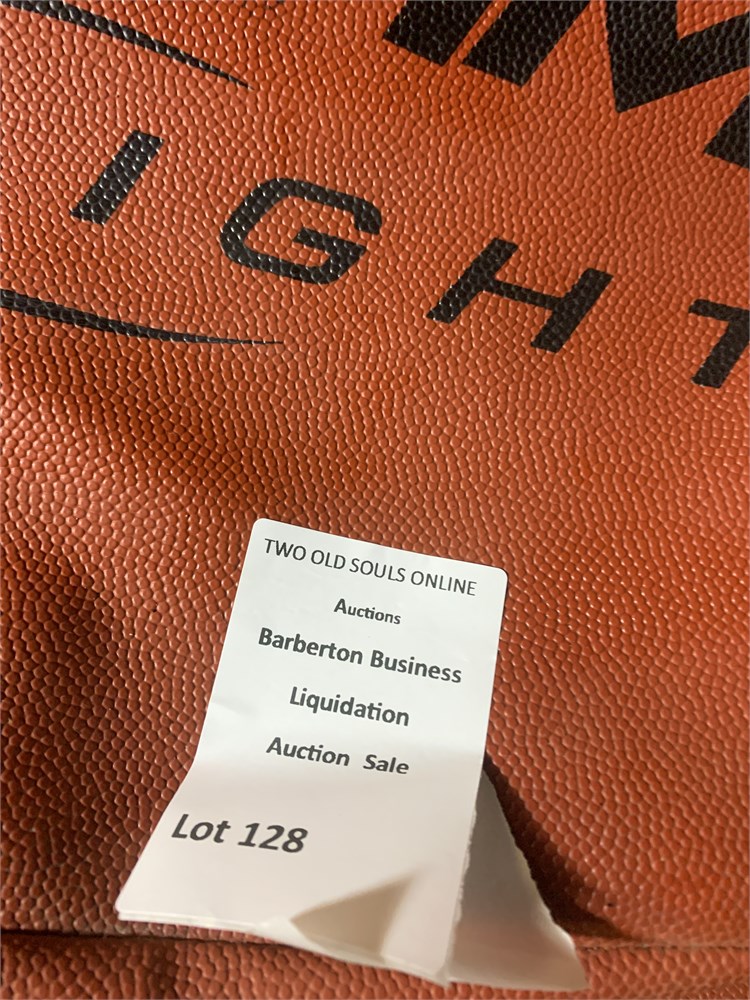 IGHT
TWO OLD SOULS ONLINE
Auctions
Barberton Business
Liquidation
Auction Sale
Lot 128